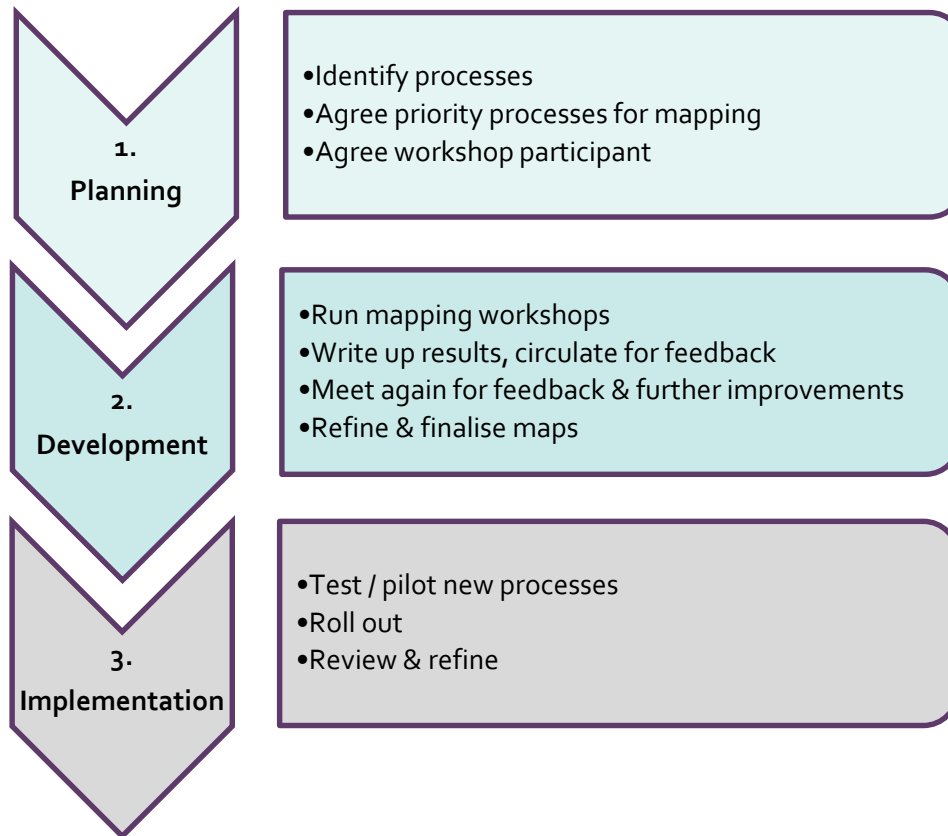 1.
Planning
•Identify processes
•Agree priority processes for mapping
•Agree workshop participant
2.
Development
•Run mapping workshops
•Write up results, circulate for feedback
•Meet again for feedback & further improvements
•Refine & finalise maps
3.
Implementation
•Test / pilot new processes
•Roll out
•Review & refine